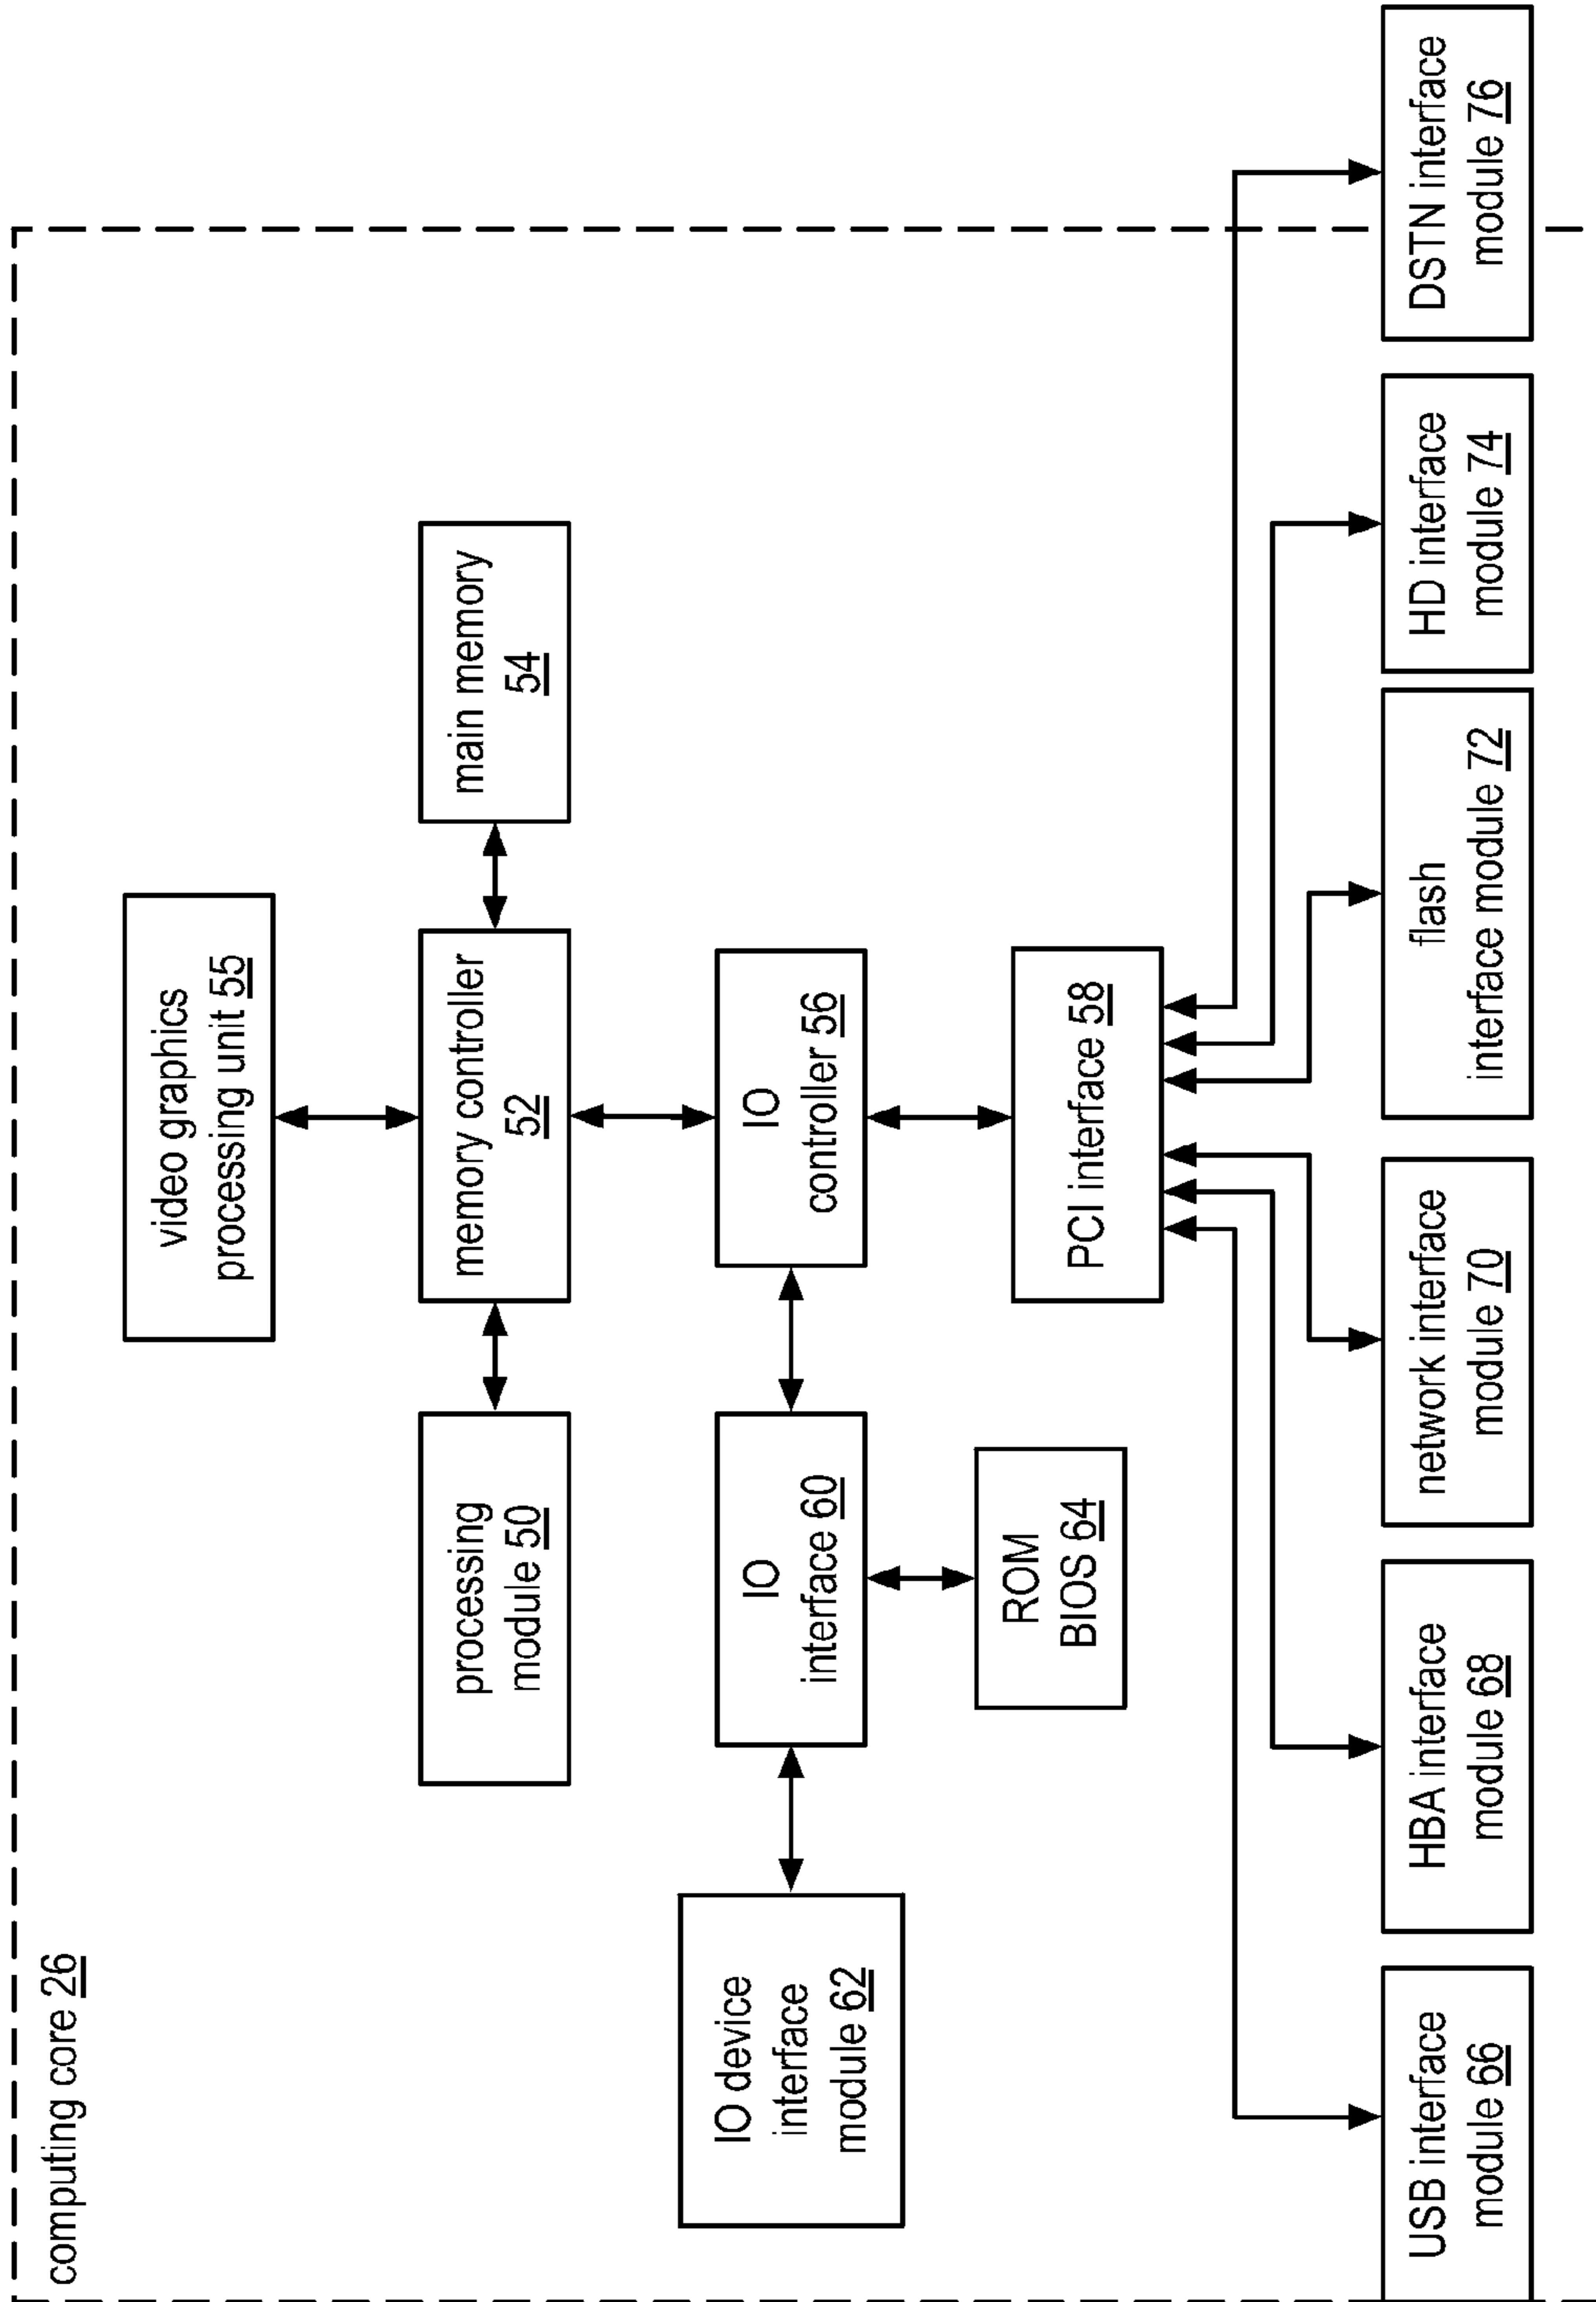 computing core 26
video graphics
processing unit 55
processing
module 50
memory controller
52
main memory
54
IO device
interface
module 62
IO
interface 60
IO
controller 56
ROM
BIOS 64
PCI interface 58
USB interface
module 66
HBA interface
module 68
network interface
module 70
flash
interface module 72
HD interface
module 74
DSTN interface
module 76